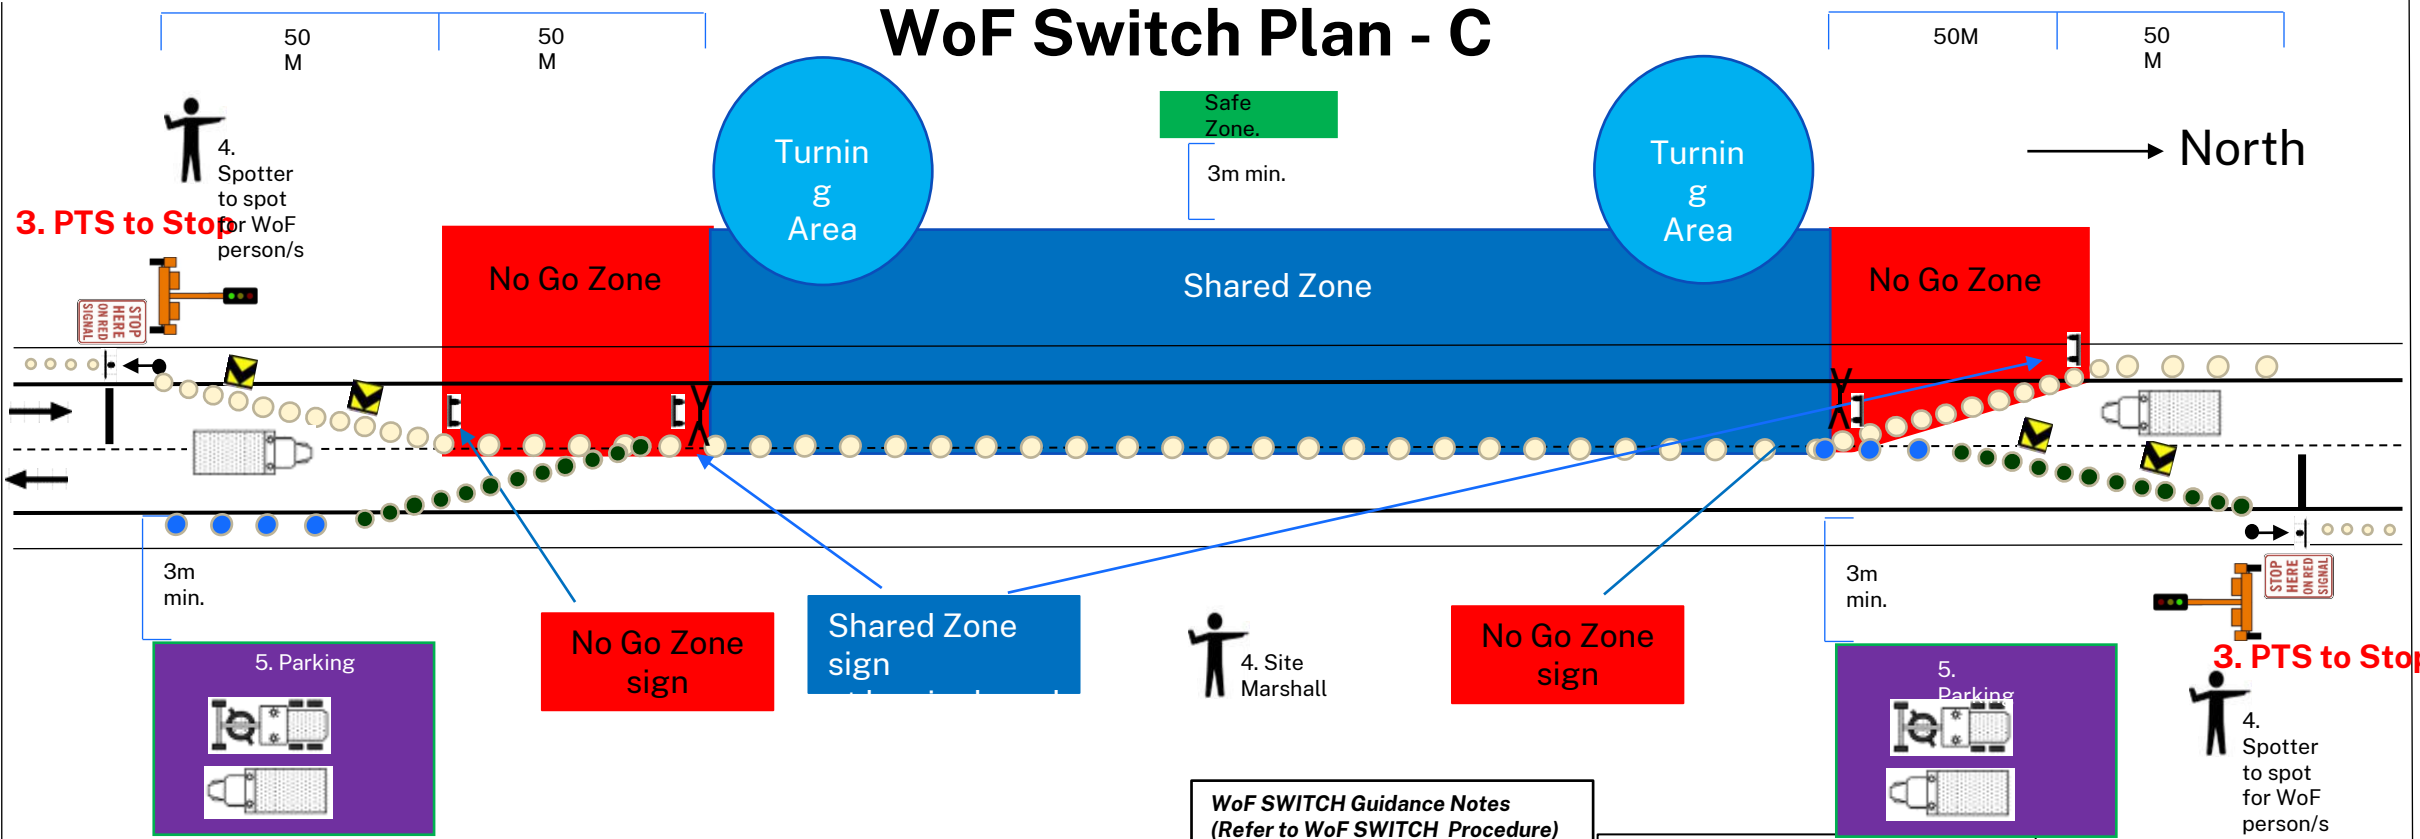 WoF Switch Plan - C
50
M
50
M
50M
50
M
4.
Spotter
to spot
for WoF
person/s
3. PTS to Stop
STOP
HERE
ON RED
SIGNAL
Turnin
g
Area
Safe
Zone.
3m min.
Turnin
g
Area
North
No Go Zone
Shared Zone
No Go Zone
3m
min.
5. Parking
No Go Zone
sign
Shared Zone
sign
4. Site
Marshall
No Go Zone
sign
3m
min.
5.
Parking
STOP
HERE
ON RED
SIGNAL
3. PTS to Stop
4.
Spotter
to spot
for WoF
person/s
WoF SWITCH Guidance Notes
(Refer to WoF SWITCH Procedure)